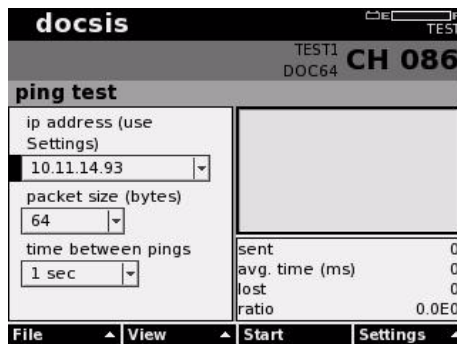 docsis
E F
TEST
TEST1
DOC64 CH 086
ping test
ip address (use
Settings)
10.11.14.93
packet size (bytes)
64
time between pings
1 sec
sent 0
avg. time (ms) 0
lost 0
ratio 0.0E0
File View Start Settings